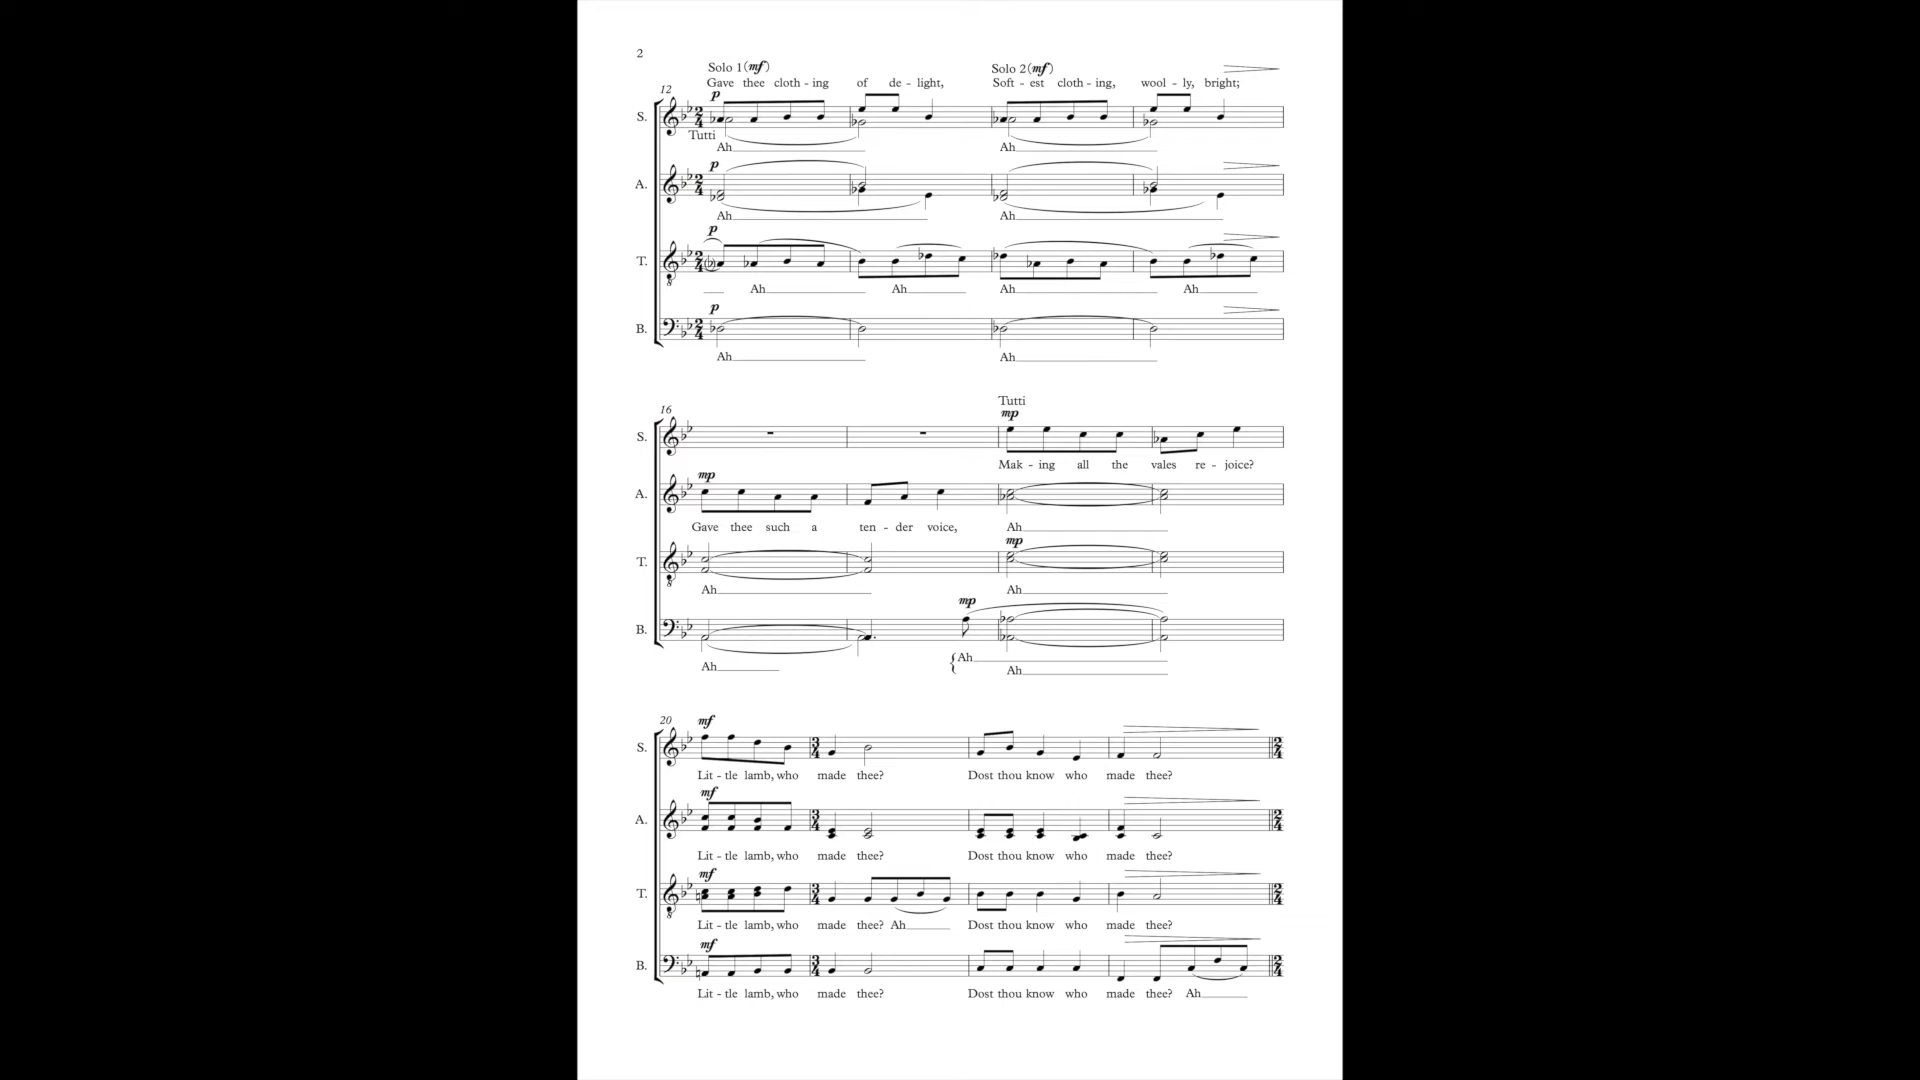 2
Solo 1 (mf) Solo 2 (mf)
Gave thee cloth - ing of de - light, Soft - est cloth - ing, wool - ly, bright;
12
p
S.
Tutti
Ah Ah
p
A.
Ah Ah
p
T.
8
Ah Ah Ah Ah
p
B.
Ah Ah
Tutti
16 mp
S.
Mak - ing all the vales re - joice?
mp
A.
Gave thee such a ten - der voice, Ah
mp
T.
8
Ah Ah
mp
B.
Ah
Ah Ah
20 mf
S.
Lit - tle lamb, who made thee? Dost thou know who made thee?
mf
A.
Lit - tle lamb, who made thee? Dost thou know who made thee?
mf
T.
8
Lit - tle lamb, who made thee? Ah Dost thou know who made thee?
mf
B.
Lit - tle lamb, who made thee? Dost thou know who made thee? Ah